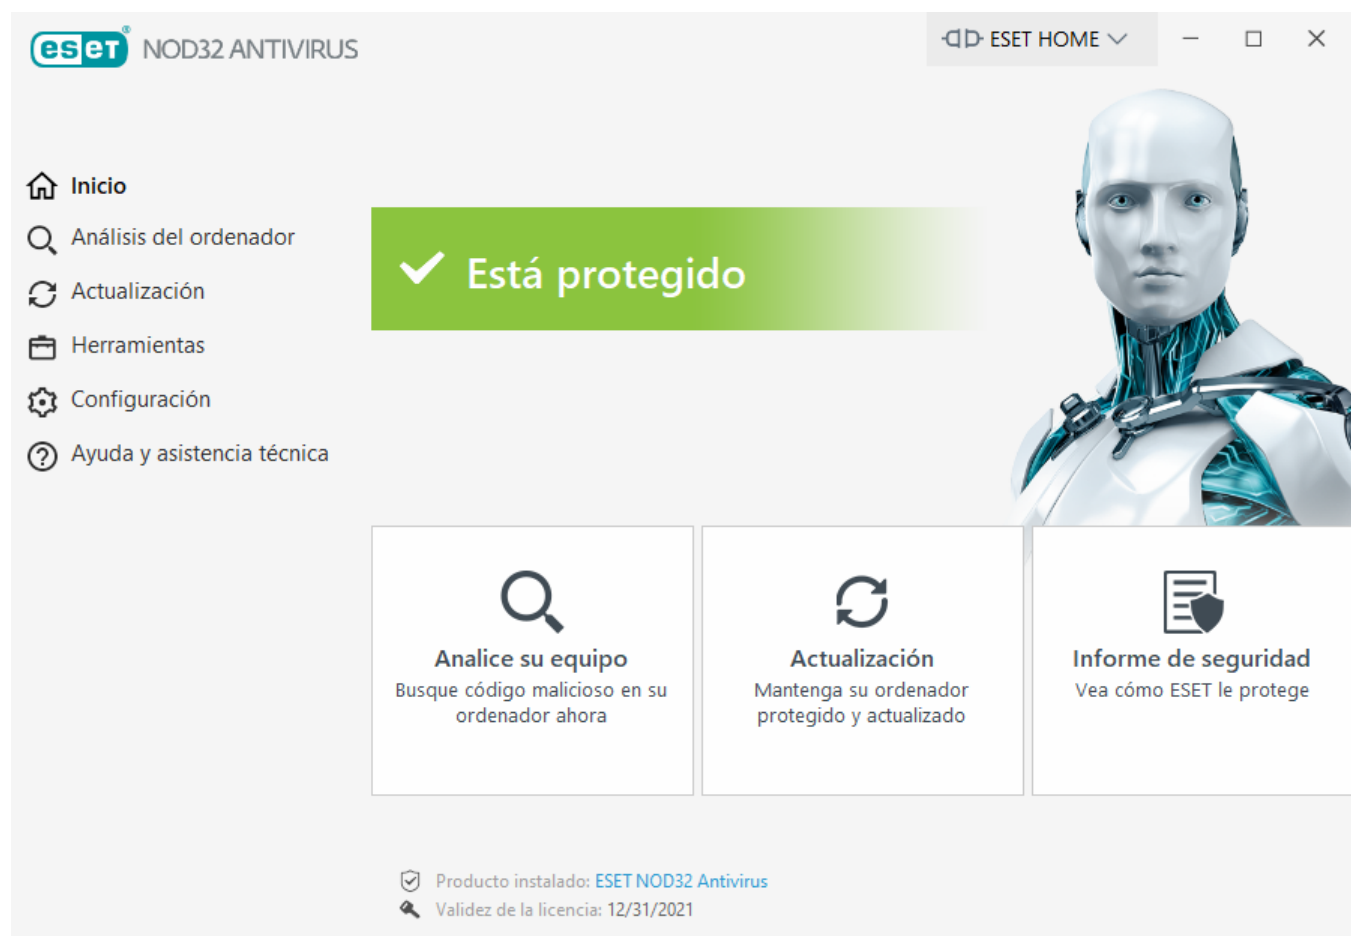 eset® NOD32 ANTIVIRUS
ESET HOME
Inicio
Análisis del ordenador
Actualización
Herramientas
Configuración
Ayuda y asistencia técnica
Está protegido
Analice su equipo
Busque código malicioso en su
ordenador ahora
Actualización
Mantenga su ordenador
protegido y actualizado
Informe de seguridad
Vea cómo ESET le protege
Producto instalado: ESET NOD32 Antivirus
Validez de la licencia: 12/31/2021